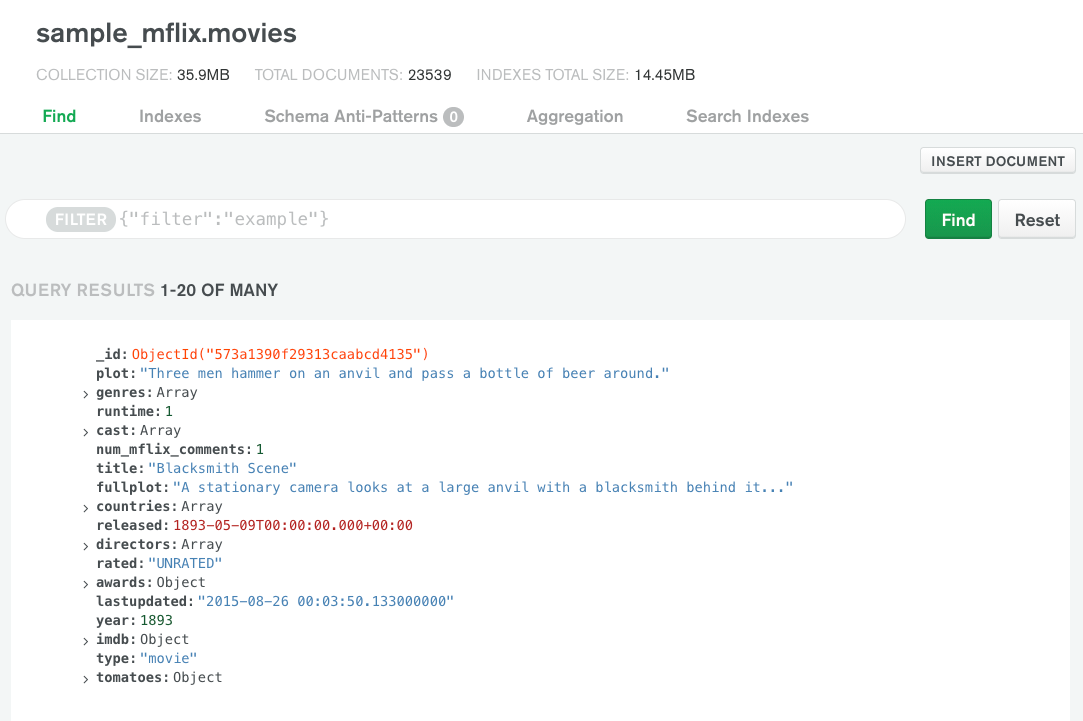 sample_mflix.movies
COLLECTION SIZE: 35.9MB TOTAL DOCUMENTS: 23539 INDEXES TOTAL SIZE: 14.45MB
Find Indexes Schema Anti-Patterns 0 Aggregation Search Indexes
INSERT DOCUMENT
FILTER {"filter":"example"} Find Reset
QUERY RESULTS 1-20 OF MANY
_id: ObjectId("573a1390f29313caabcd4135")
plot: "Three men hammer on an anvil and pass a bottle of beer around."
> genres: Array
runtime: 1
> cast: Array
num_mflix_comments: 1
title: "Blacksmith Scene"
fullplot: "A stationary camera looks at a large anvil with a blacksmith behind it..."
> countries: Array
released: 1893-05-09T00:00:00.000+00:00
> directors: Array
rated: "UNRATED"
> awards: Object
lastupdated: "2015-08-26 00:03:50.133000000"
year: 1893
> imdb: Object
type: "movie"
> tomatoes: Object